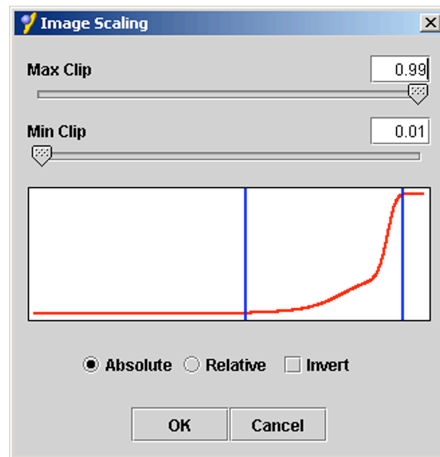 Image Scaling
Max Clip 0.99
Min Clip 0.01
Absolute Relative Invert
OK Cancel